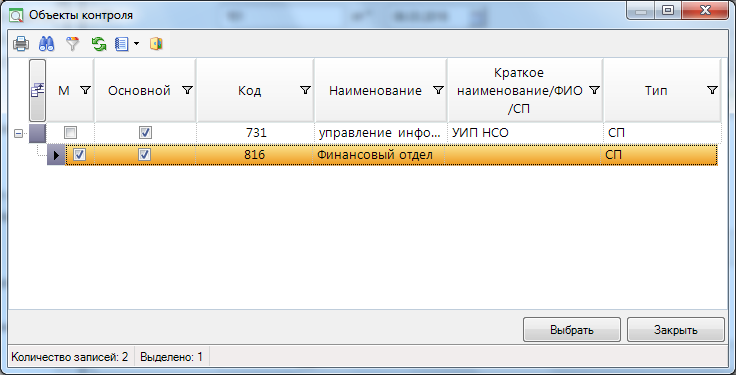 Объекты контроля
М Основной Код Наименование Краткое наименование/ФИО /СП Тип
731 управление инфо... УИП НСО СП
816 Финансовый отдел СП
Выбрать Закрыть
Количество записей: 2 Выделено: 1